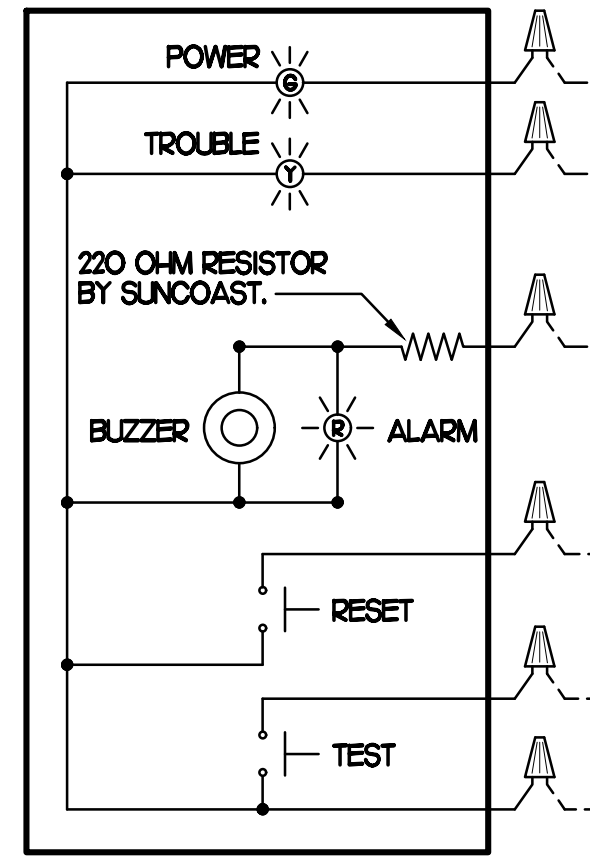 POWER
G
TROUBLE
Y
220 OHM RESISTOR
BY SUNCOAST.
BUZZER
R
ALARM
RESET
TEST